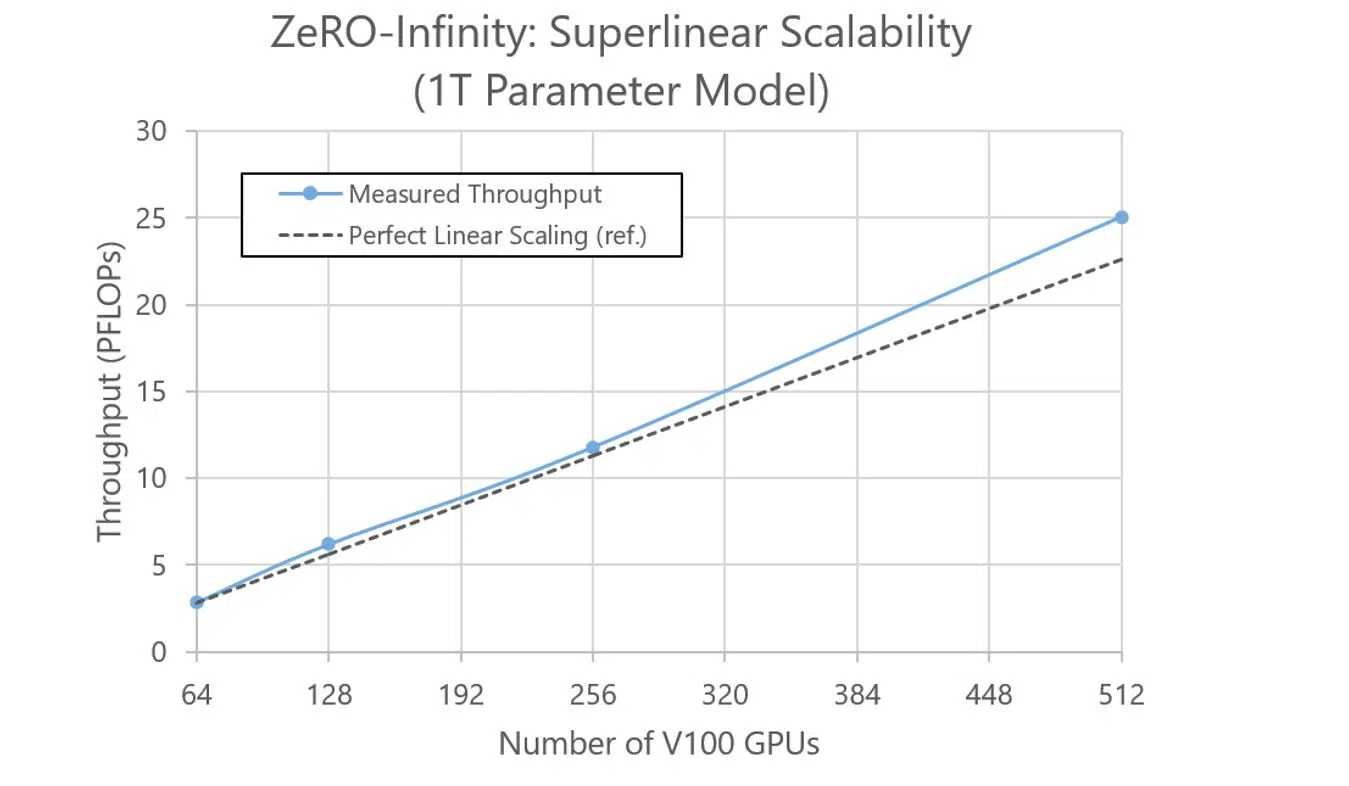 ZeRO-Infinity: Superlinear Scalability
(1T Parameter Model)
30
25
20
15
10
5
0
Throughput (PFLOPs)
Measured Throughput
Perfect Linear Scaling (ref.)
64 128 192 256 320 384 448 512
Number of V100 GPUs